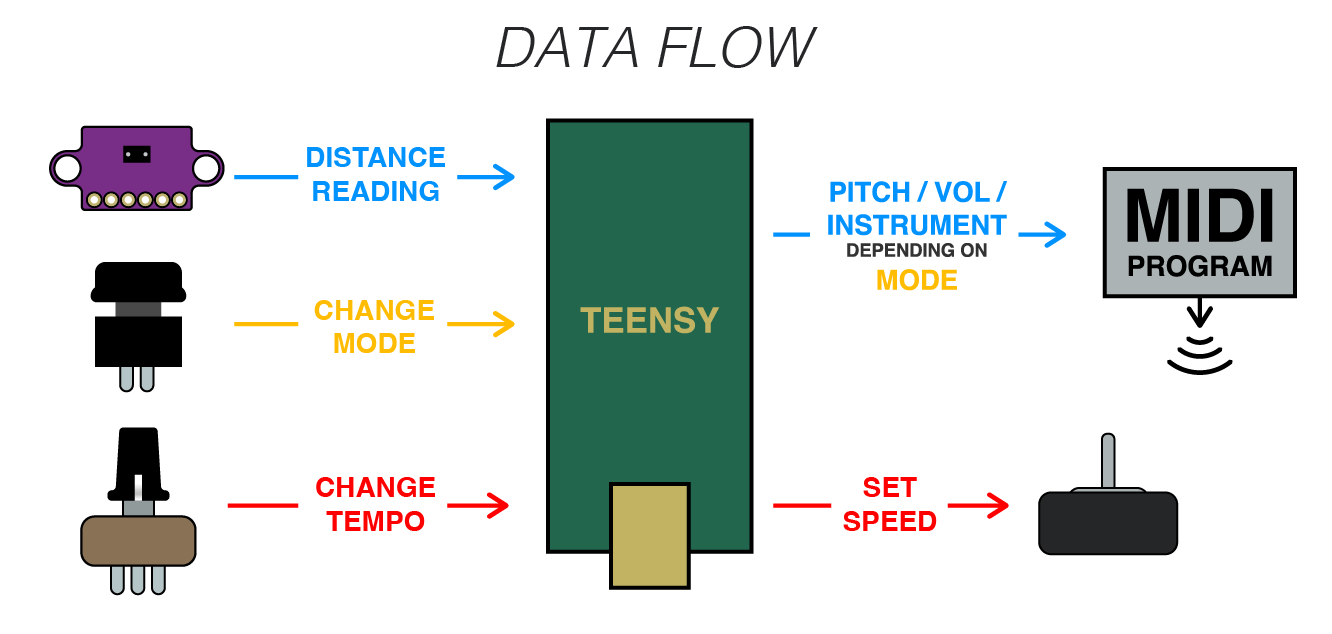 DATA FLOW
DISTANCE
READING
CHANGE
MODE
CHANGE
TEMPO
TEENSY
PITCH / VOL /
INSTRUMENT
DEPENDING ON
MODE
SET
SPEED
MIDI
PROGRAM